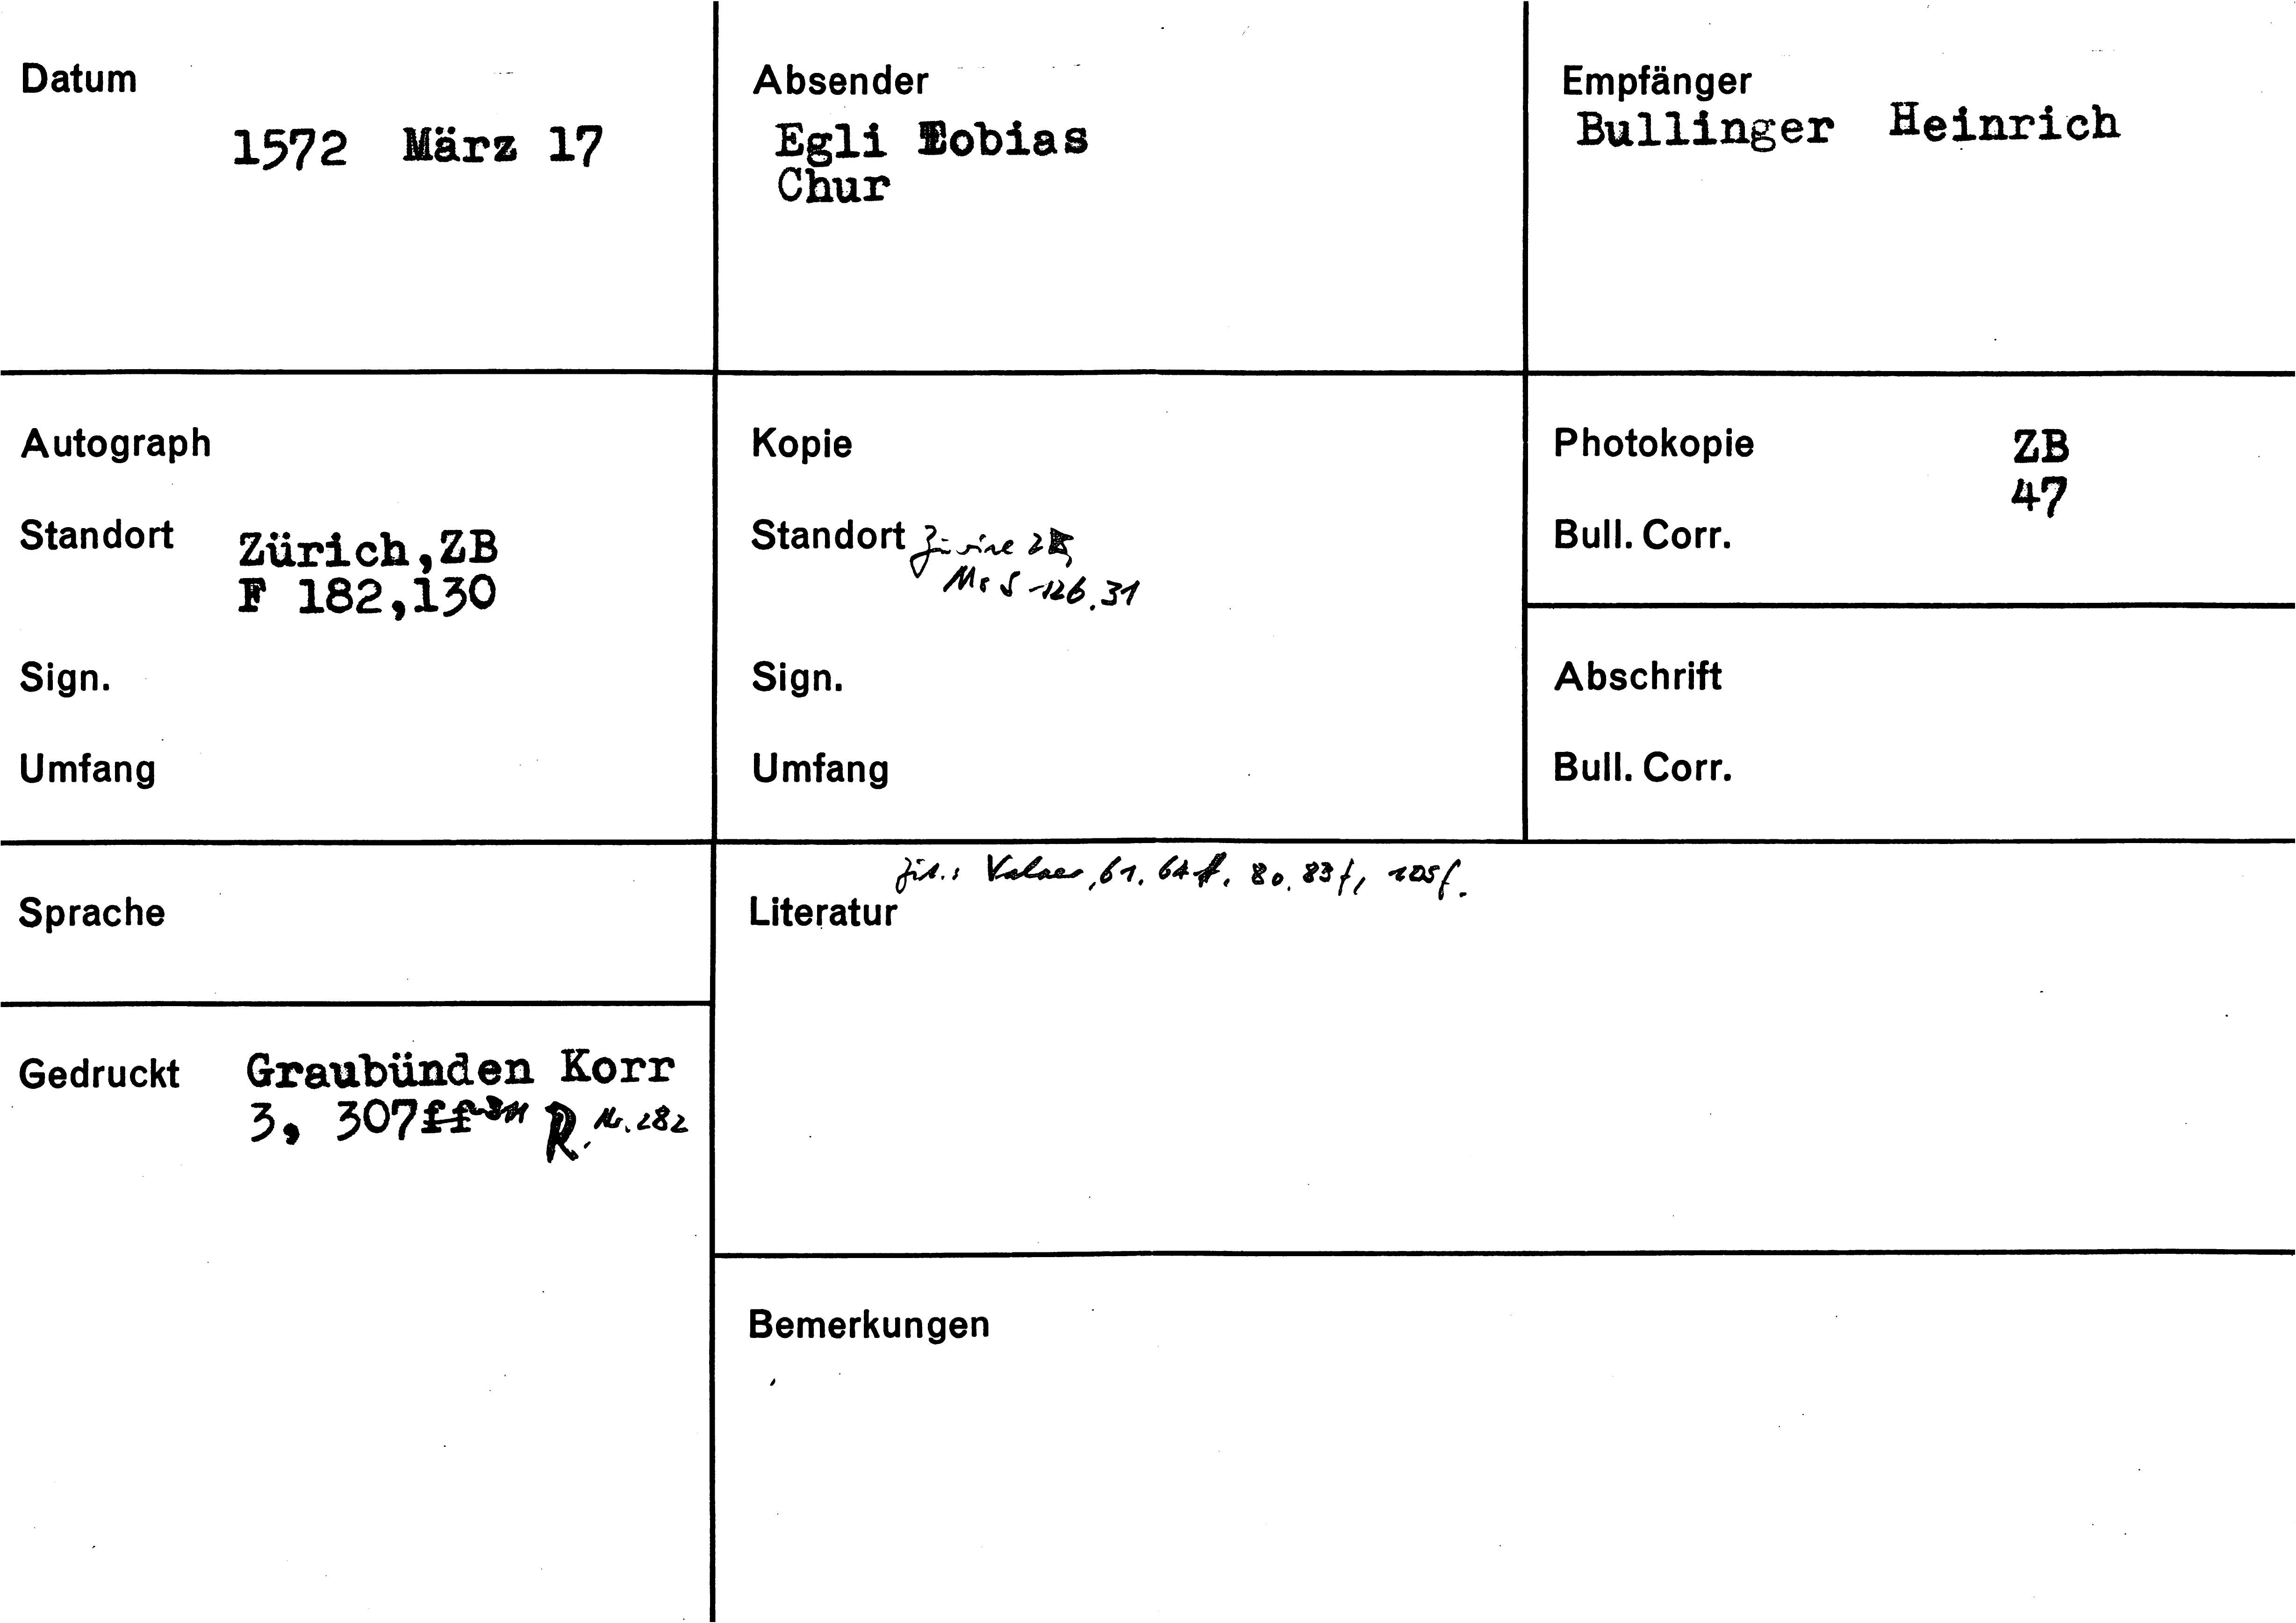 Datum
1572 März 17
Absender
Egli Tobias
Chur
Empfänger
Bullinger Heinrich
Autograph
Standort Zürich,ZB
F 182,130
Sign.
Umfang
Kopie
Standort Zürich ZB
Ms S 126.31
Sign.
Umfang
Photokopie ZB
47
Bull. Corr.
Abschrift
Bull. Corr.
Sprache
Gedruckt Graubünden Korr
3, 307ff-311 R. Nr. 282
Zit.: 61. 64 80. 83f, 105f.
Literatur
Bemerkungen